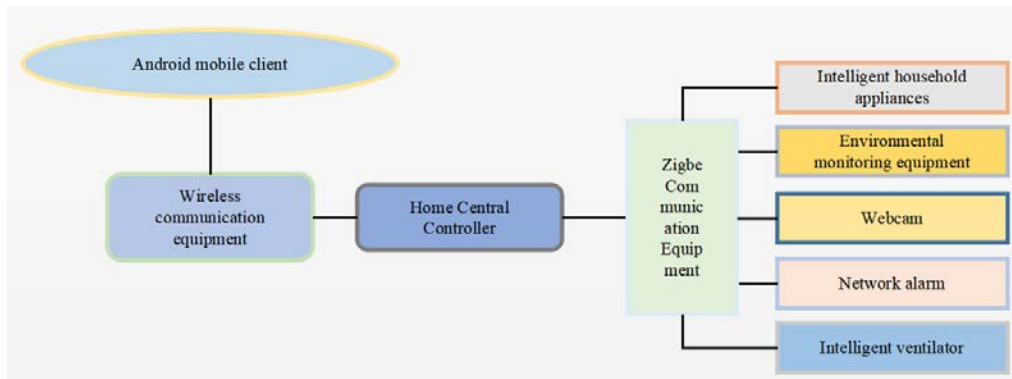 Android mobile client
Wireless
communication
equipment
Home Central
Controller
Zigbe
Com
munic
ation
Equip
ment
Intelligent household
appliances
Environmental
monitoring equipment
Webcam
Network alarm
Intelligent ventilator